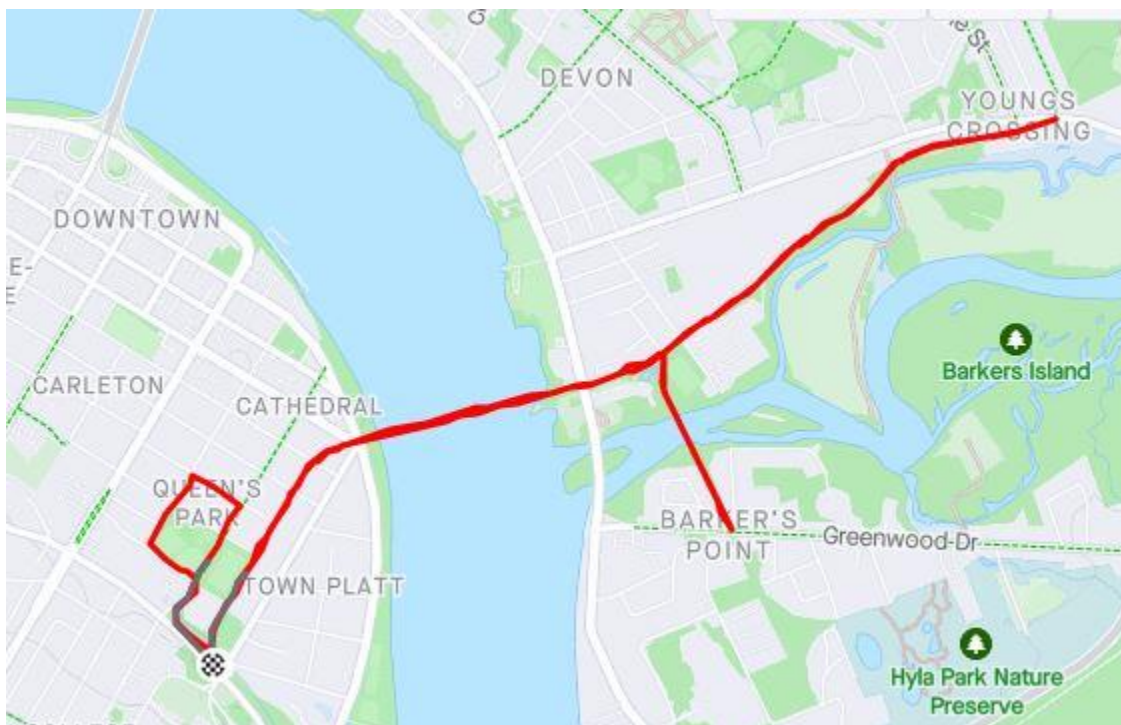 DEVON
YOUNGS
CROSSING
DOWNTOWN
Barkers Island
CARLETON
CATHEDRAL
QUEEN'S
PARK
BARKER'S
POINT
Greenwood-Dr
TOWN PLATT
Hyla Park Nature
Preserve